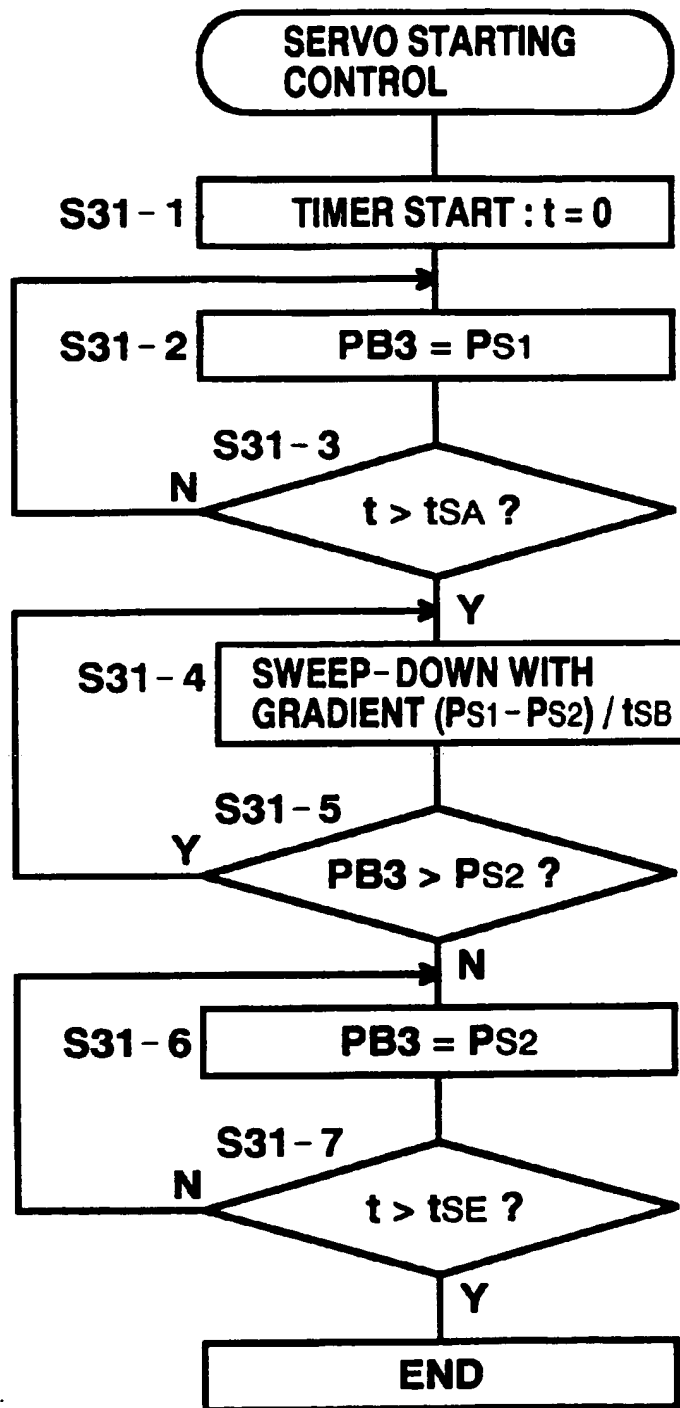 SERVO STARTING
CONTROL
S31-1
TIMER START : t = 0
S31-2
PB3 = PS1
S31-3
N
t > tSA ?
Y
S31-4
SWEEP-DOWN WITH
GRADIENT (PS1-PS2) / tSB
S31-5
Y
PB3 > PS2 ?
N
S31-6
PB3 = PS2
S31-7
N
t > tSE ?
Y
END